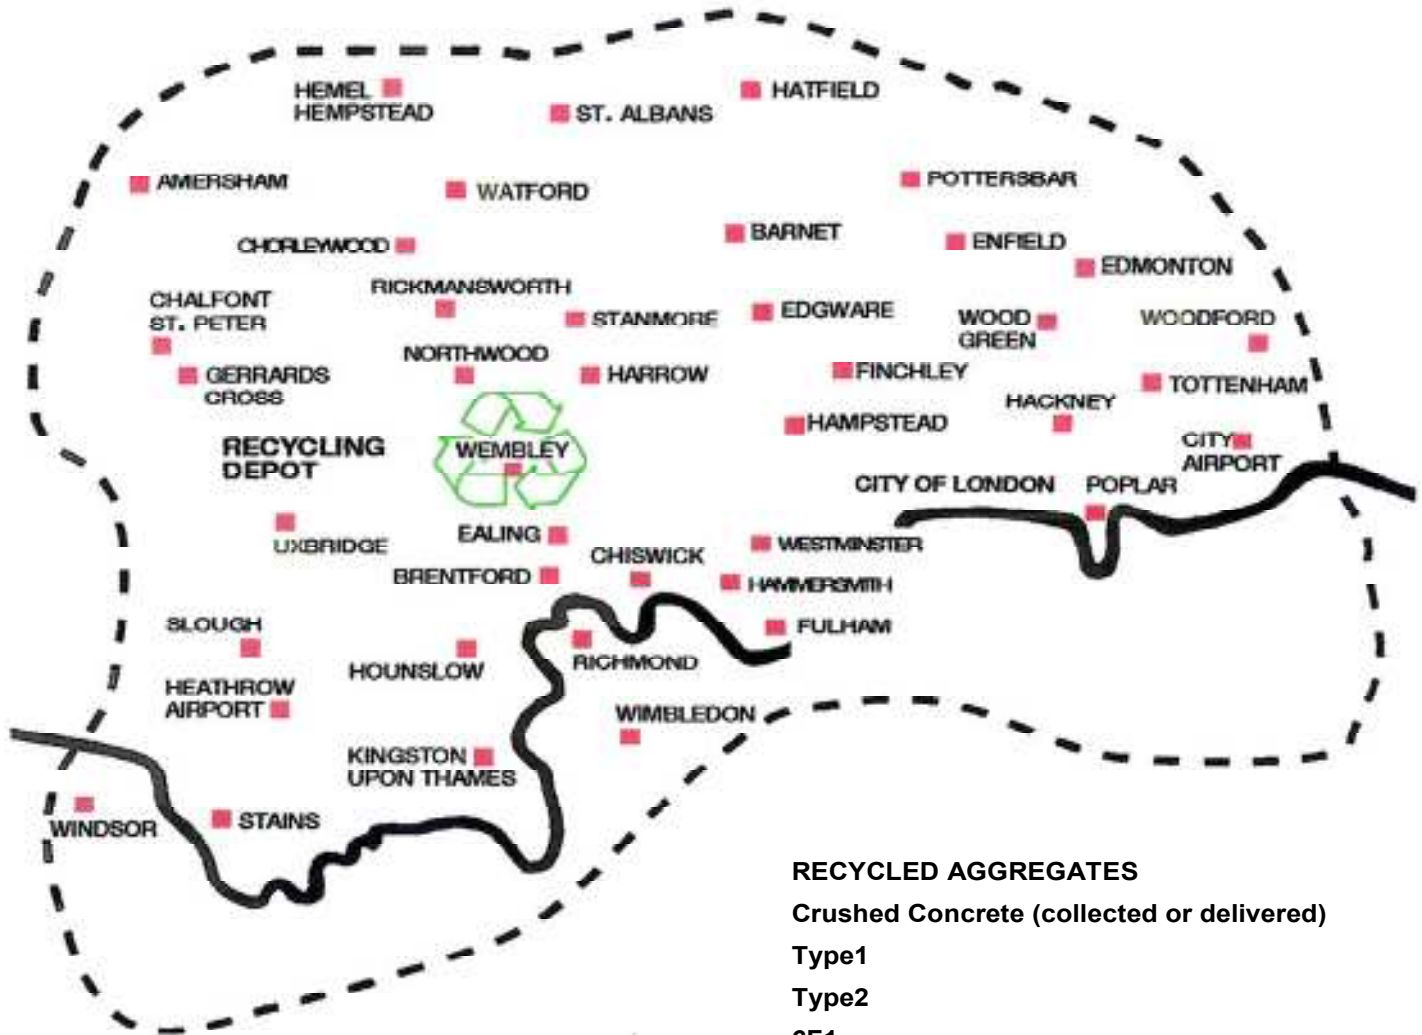 HEMEL
HEMPSTEAD
HATFIELD
ST. ALBANS
AMERSHAM
WATFORD
POTTERSBAR
BARNET
CHORLEYWOOD
ENFIELD
EDMONTON
RICKMANSWORTH
CHALFONT
ST. PETER
STANMORE
EDGWARE
WOOD
GREEN
WOODFORD
NORTHWOOD
GERRARDS
CROSS
HARROW
FINCHLEY
TOTTENHAM
HACKNEY
HAMPSTEAD
RECYCLING
DEPOT
WEMBLEY
CITY
AIRPORT
CITY OF LONDON
POPLAR
UXBRIDGE
EALING
CHISWICK
WESTMINSTER
BRENTFORD
HAMMERSMITH
SLOUGH
FULHAM
HOUNSLOW
RICHMOND
HEATHROW
AIRPORT
WIMBLEDON
KINGSTON
UPON THAMES
WINDSOR
STAINS
RECYCLED AGGREGATES
Crushed Concrete (collected or delivered)
Type1
Type2